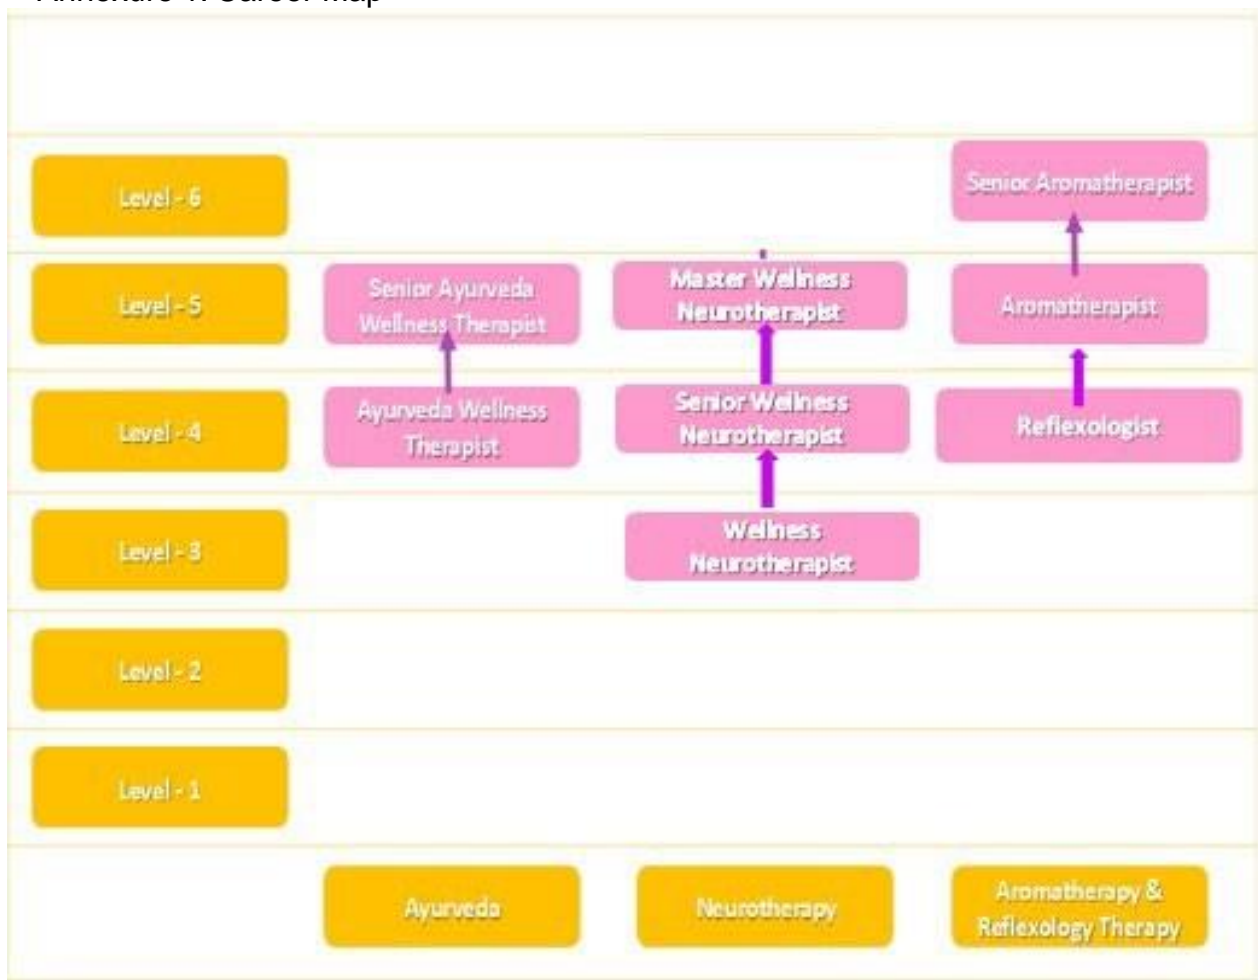 Annexure 1: Career Map
Level - 6
Senior Aromatherapist
Level - 5
Senior Ayurveda
Wellness Therapist
Master Wellness
Neurotherapist
Aromatherapist
Level - 4
Ayurveda Wellness
Therapist
Senior Wellness
Neurotherapist
Reflexologist
Level - 3
Wellness
Neurotherapist
Level - 2
Level - 1
Ayurveda
Neurotherapy
Aromatherapy &
Reflexology Therapy